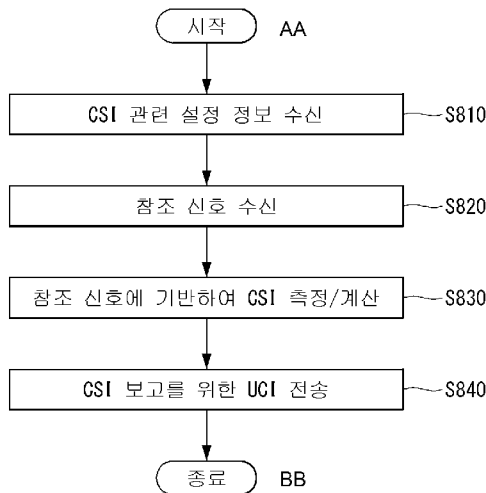 시작 AA
CSI 관련 설정 정보 수신 S810
참조 신호 수신 S820
참조 신호에 기반하여 CSI 측정/계산 S830
CSI 보고를 위한 UCI 전송 S840
종료 BB